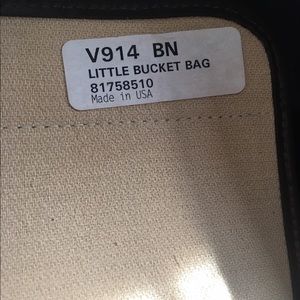 V914 BN
LITTLE BUCKET BAG
81758510
Made in USA